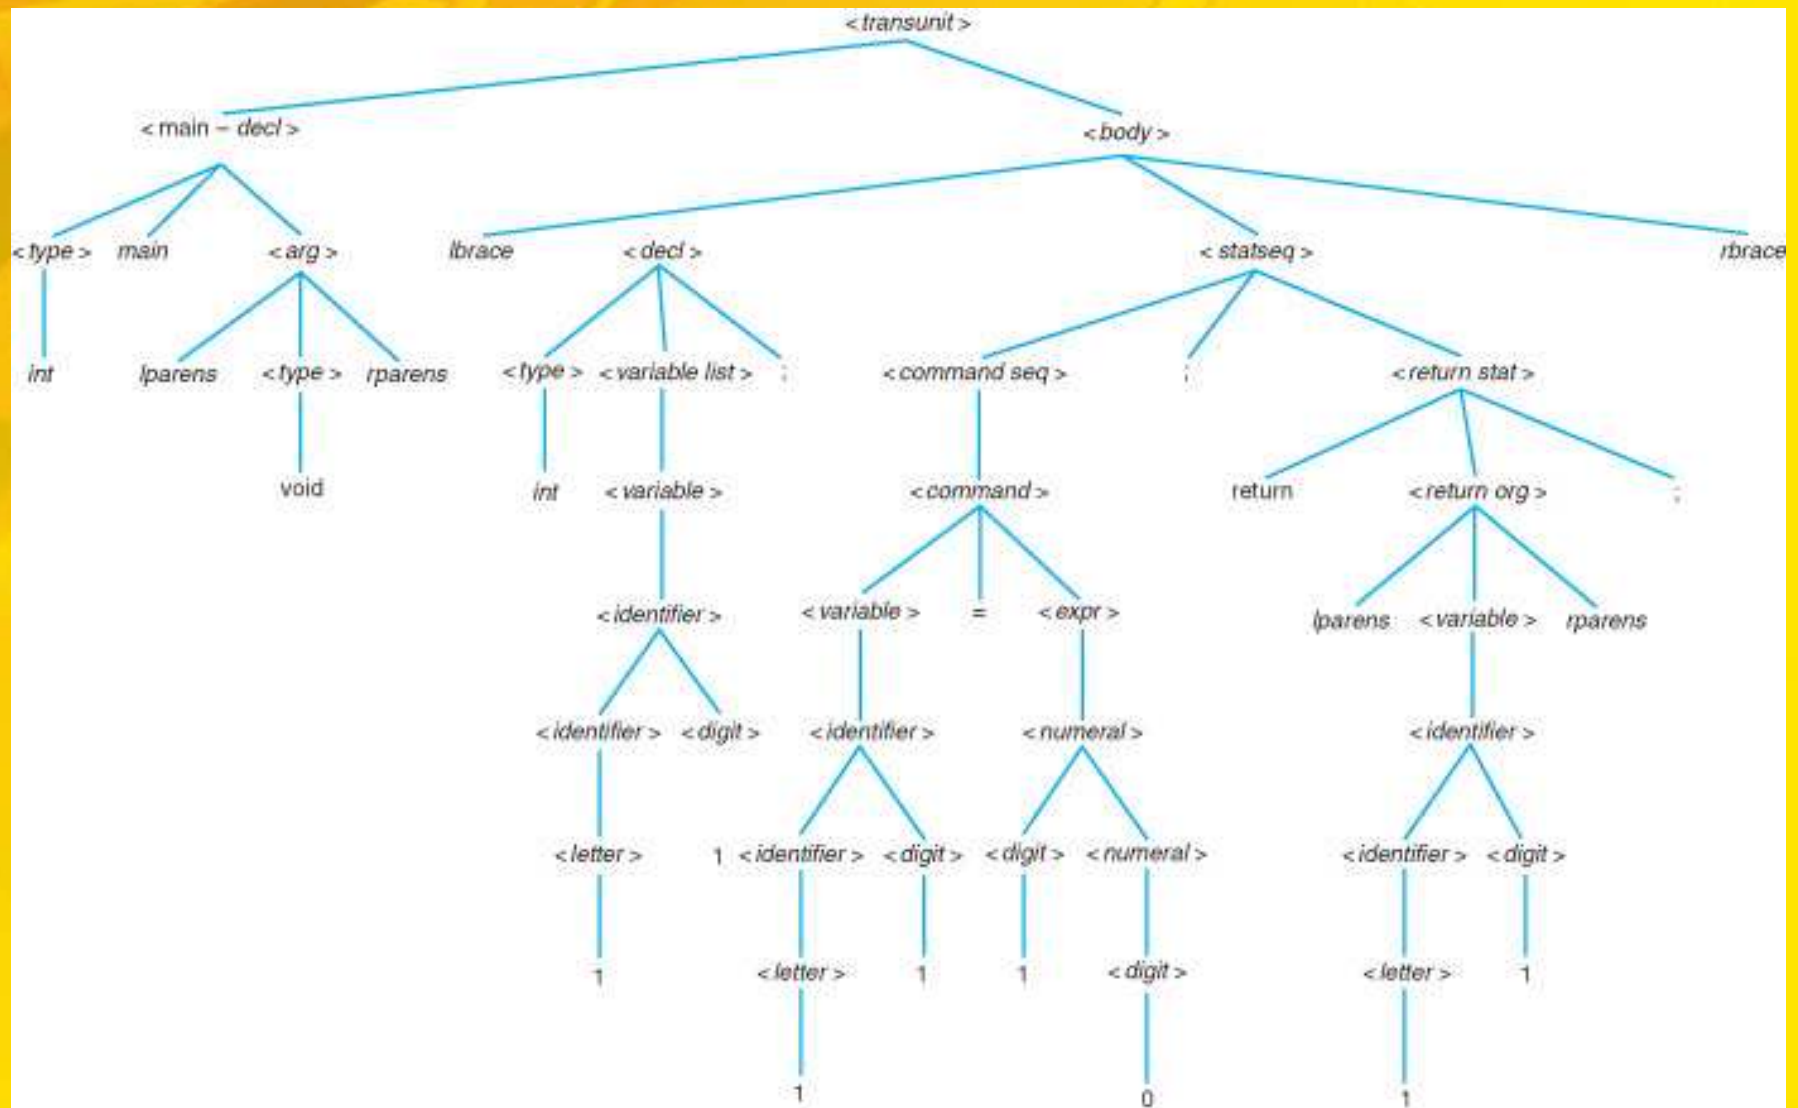 <transunit>
<main – decl> <body>
<type> main <arg> lbrace <decl> <statseq> rbrace
int lparens <type> rparens <type> <variable list> ; <command seq> ; <return stat>
void int <variable> <command> return <return org> ;
<identifier> <variable> = <expr> lparens <variable> rparens
<identifier> <digit> <identifier> <numeral> <identifier>
<letter> 1 <identifier> <digit> <digit> <numeral> <identifier> <digit>
1 <letter> 1 1 <digit> <letter> 1
1 0 1